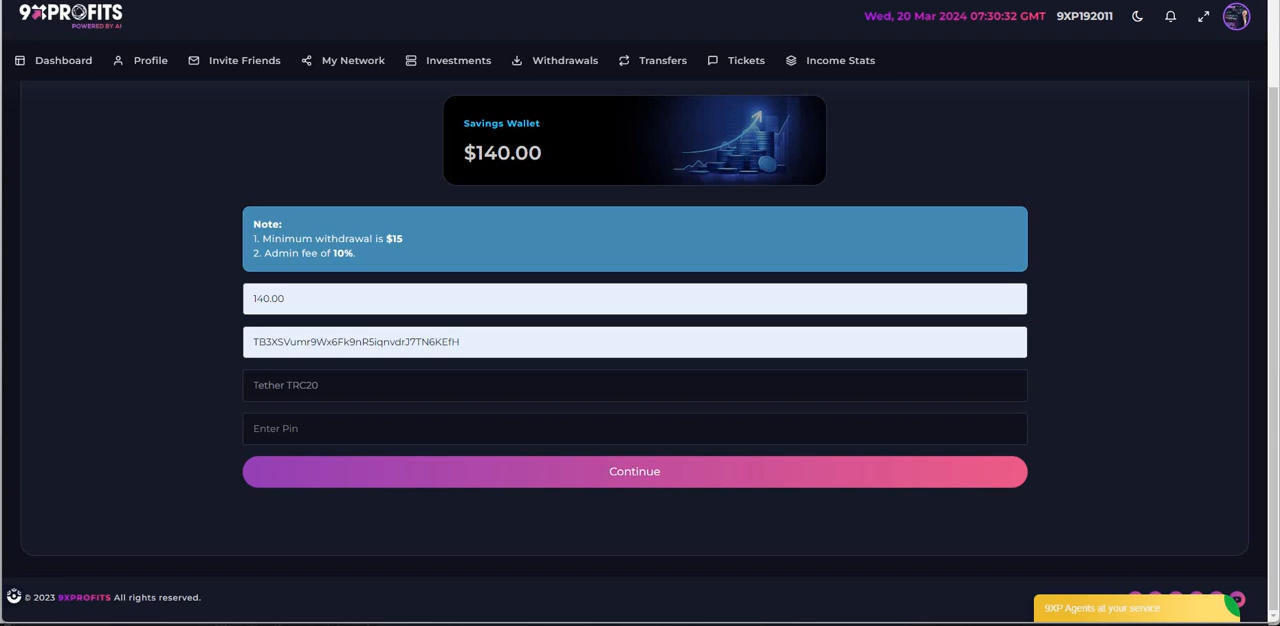 9XPROFITS
POWERED BY AI
Wed, 20 Mar 2024 07:30:32 GMT 9XP192011
Dashboard Profile Invite Friends My Network Investments Withdrawals Transfers Tickets Income Stats
Savings Wallet
$140.00
Note:
1. Minimum withdrawal is $15
2. Admin fee of 10%.
140.00
TB3XSVumr9Wx6Fk9nR5iqnvdrJ7TN6KEfH
Tether TRC20
Enter Pin
Continue
© 2023 9XPROFITS All rights reserved.
9XP Agents at your service